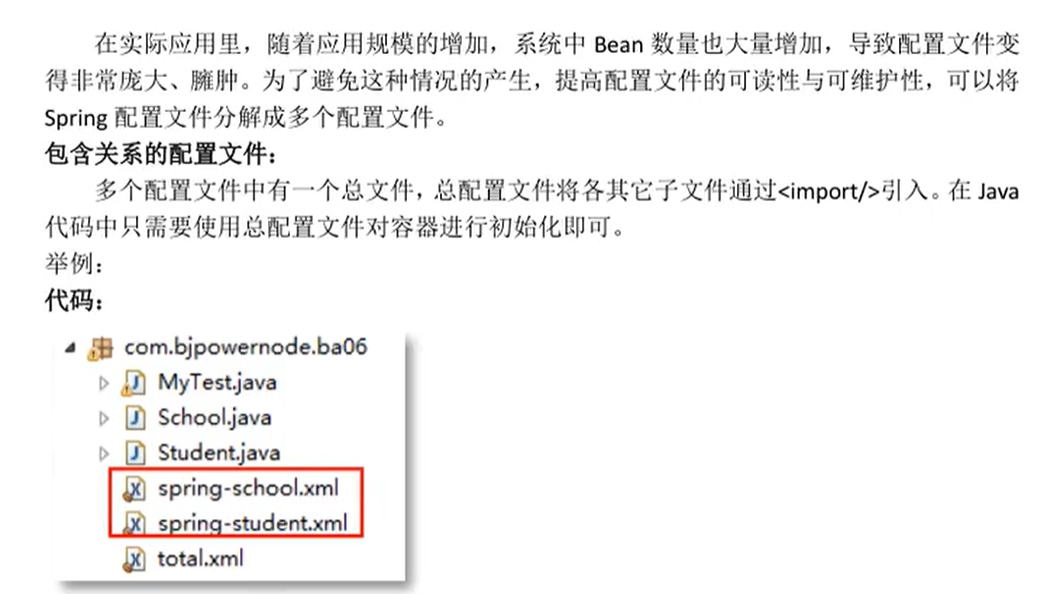 在实际应用里，随着应用规模的增加，系统中 Bean 数量也大量增加，导致配置文件变
得非常庞大、臃肿。为了避免这种情况的产生，提高配置文件的可读性与可维护性，可以将
Spring 配置文件分解成多个配置文件。
包含关系的配置文件：
多个配置文件中有一个总文件，总配置文件将各其它子文件通过<import/>引入。在 Java
代码中只需要使用总配置文件对容器进行初始化即可。
举例：
代码：
com.bjpowernode.ba06
MyTest.java
School.java
Student.java
spring-school.xml
spring-student.xml
total.xml